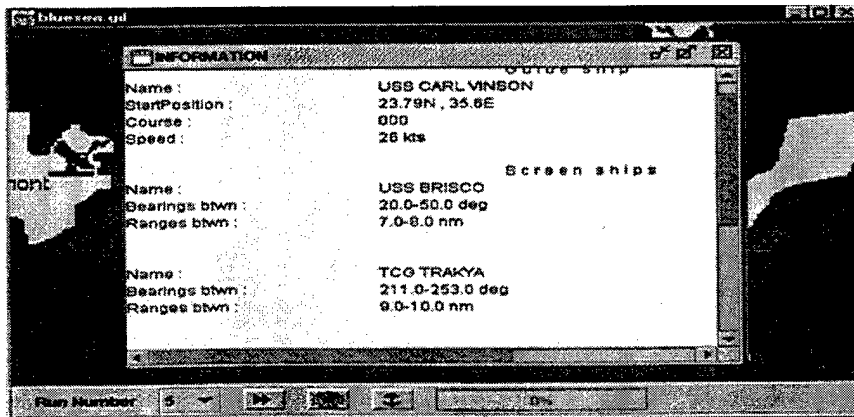 bluesea.gd
INFORMATION
Guide ship
Name : USS CARL VINSON
StartPosition : 23.79N , 35.6E
Course : 000
Speed : 26 kts
Screen ships
Name : USS BRISCO
Bearings btwn : 20.0-50.0 deg
Ranges btwn : 7.0-8.0 nm
Name : TCG TRAKYA
Bearings btwn : 211.0-253.0 deg
Ranges btwn : 9.0-10.0 nm
mont
Run Number 5 0%